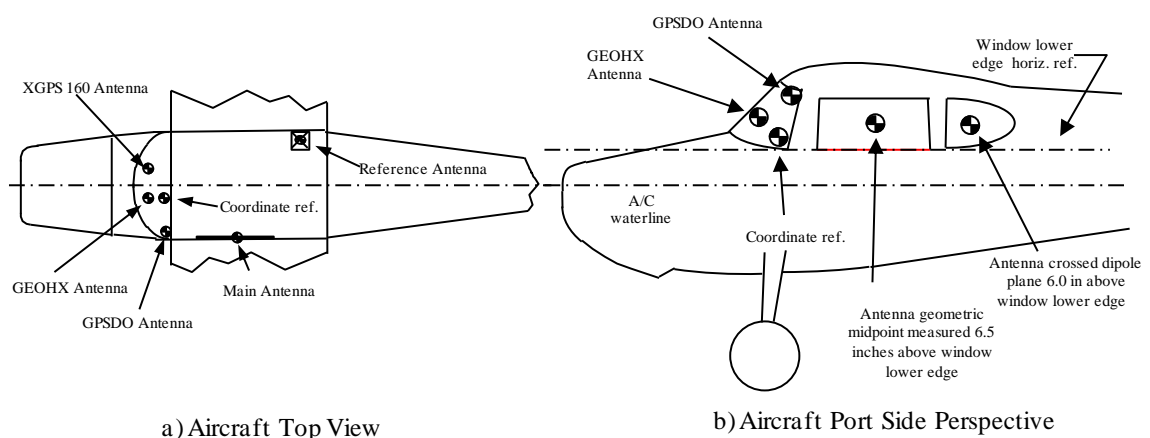 XGPS 160 Antenna
Reference Antenna
Coordinate ref.
GEOHX Antenna
Main Antenna
GPSDO Antenna
a) Aircraft Top View
GPSDO Antenna
GEOHX
Antenna
Window lower
edge horiz. ref.
A/C
waterline
Coordinate ref.
Antenna crossed dipole
plane 6.0 in above
window lower edge
Antenna geometric
midpoint measured 6.5
inches above window
lower edge
b) Aircraft Port Side Perspective